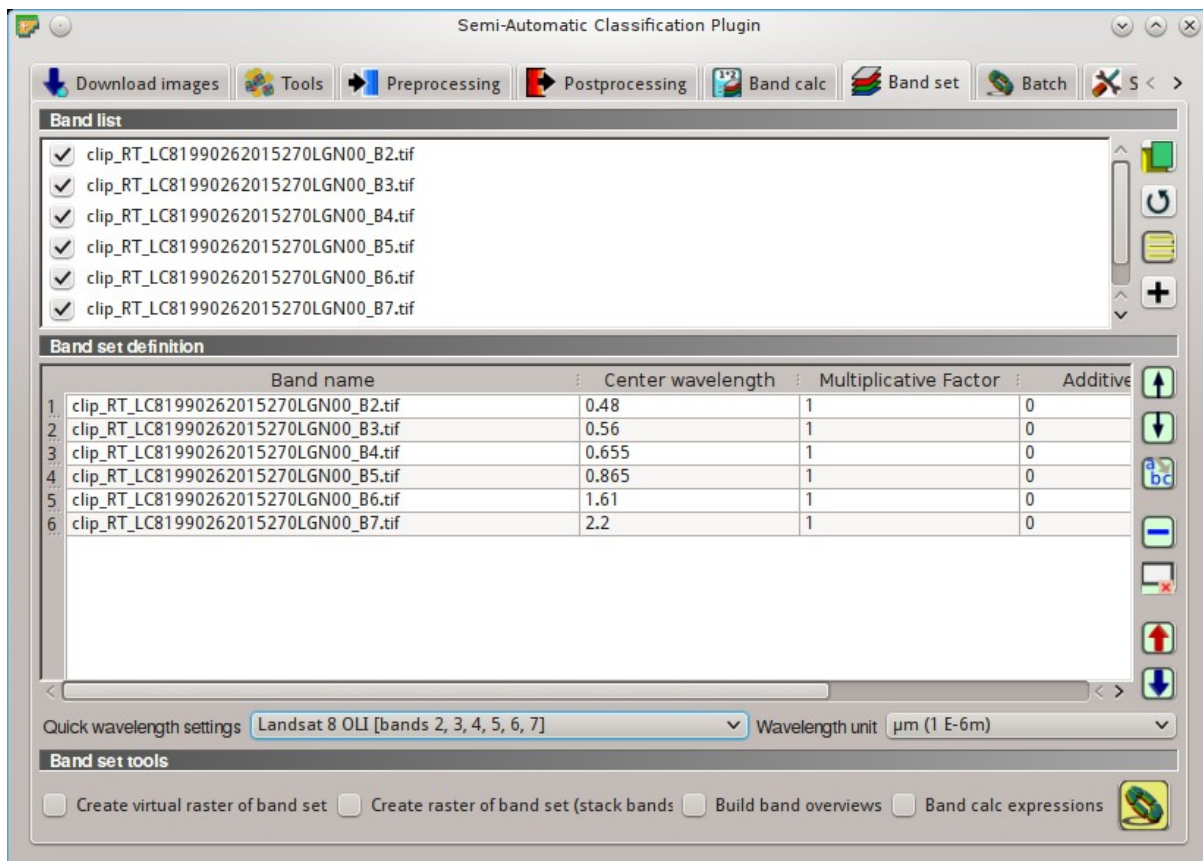 Semi-Automatic Classification Plugin
Download images Tools Preprocessing Postprocessing Band calc Band set Batch S
Band list
clip_RT_LC81990262015270LGN00_B2.tif
clip_RT_LC81990262015270LGN00_B3.tif
clip_RT_LC81990262015270LGN00_B4.tif
clip_RT_LC81990262015270LGN00_B5.tif
clip_RT_LC81990262015270LGN00_B6.tif
clip_RT_LC81990262015270LGN00_B7.tif
Band set definition
Band name Center wavelength Multiplicative Factor Additive
1 clip_RT_LC81990262015270LGN00_B2.tif 0.48 1 0
2 clip_RT_LC81990262015270LGN00_B3.tif 0.56 1 0
3 clip_RT_LC81990262015270LGN00_B4.tif 0.655 1 0
4 clip_RT_LC81990262015270LGN00_B5.tif 0.865 1 0
5 clip_RT_LC81990262015270LGN00_B6.tif 1.61 1 0
6 clip_RT_LC81990262015270LGN00_B7.tif 2.2 1 0
Quick wavelength settings Landsat 8 OLI [bands 2, 3, 4, 5, 6, 7] Wavelength unit µm (1 E-6m)
Band set tools
Create virtual raster of band set Create raster of band set (stack bands Build band overviews Band calc expressions